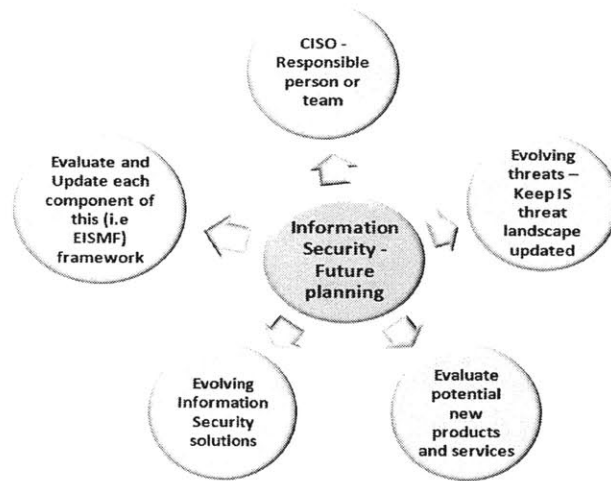 CISO -
Responsible
person or
team
Evaluate and
Update each
component of
this (i.e
EISMF)
framework
Evolving
threats –
Keep IS
threat
landscape
updated
Information
Security -
Future
planning
Evolving
Information
Security
solutions
Evaluate
potential
new
products
and services